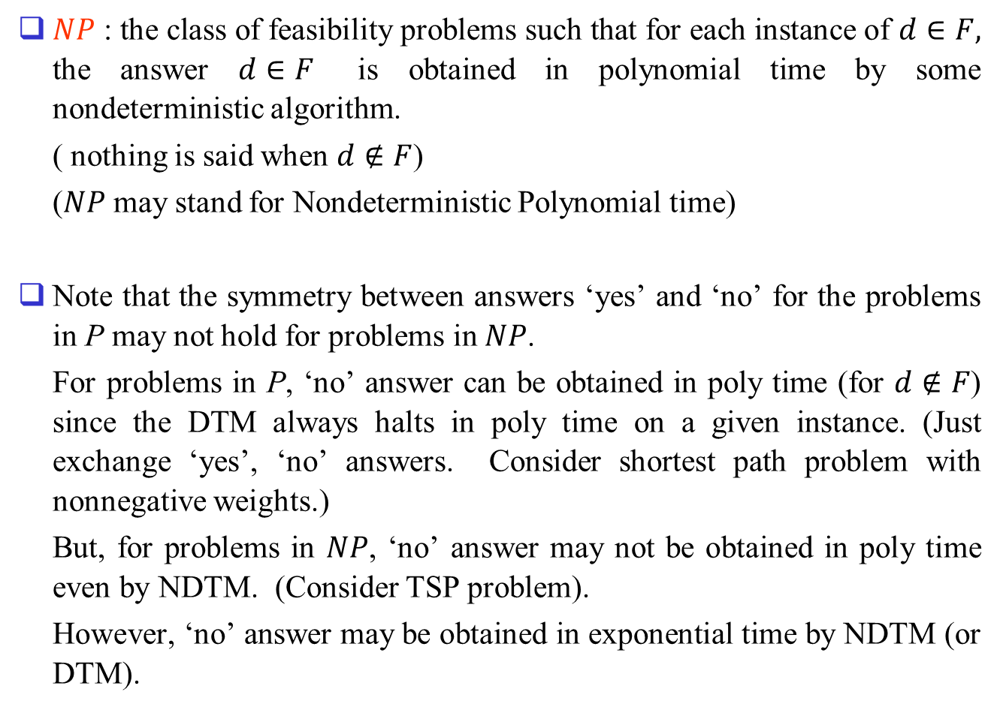 NP : the class of feasibility problems such that for each instance of d ∈ F,
the answer d ∈ F is obtained in polynomial time by some
nondeterministic algorithm.
( nothing is said when d ∉ F)
(NP may stand for Nondeterministic Polynomial time)
Note that the symmetry between answers ‘yes’ and ‘no’ for the problems
in P may not hold for problems in NP.
For problems in P, ‘no’ answer can be obtained in poly time (for d ∉ F)
since the DTM always halts in poly time on a given instance. (Just
exchange ‘yes’, ‘no’ answers. Consider shortest path problem with
nonnegative weights.)
But, for problems in NP, ‘no’ answer may not be obtained in poly time
even by NDTM. (Consider TSP problem).
However, ‘no’ answer may be obtained in exponential time by NDTM (or
DTM).